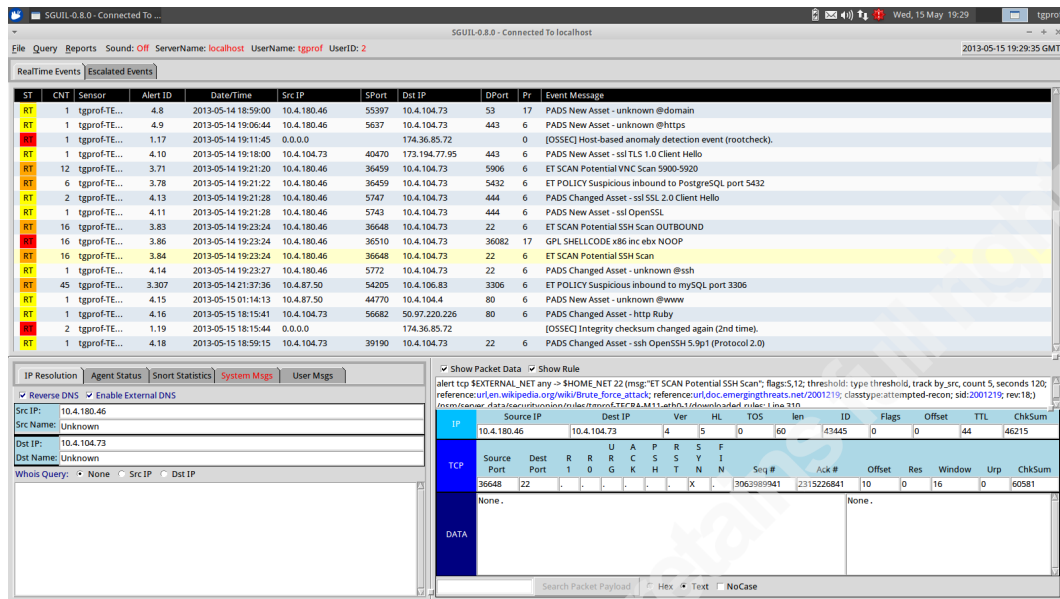 SGUIL-0.8.0 - Connected To ... Wed, 15 May 19:29 tgprof
SGUIL-0.8.0 - Connected To localhost
File Query Reports Sound: Off ServerName: localhost UserName: tgprof UserID: 2 2013-05-15 19:29:35 GMT
RealTime Events Escalated Events
ST CNT Sensor Alert ID Date/Time Src IP SPort Dst IP DPort Pr Event Message
RT 1 tgprof-TE... 4.8 2013-05-14 18:59:00 10.4.180.46 55397 10.4.104.73 53 17 PADS New Asset - unknown @domain
RT 1 tgprof-TE... 4.9 2013-05-14 19:06:44 10.4.180.46 5637 10.4.104.73 443 6 PADS New Asset - unknown @https
RT 1 tgprof-TE... 1.17 2013-05-14 19:11:45 0.0.0.0 174.36.85.72 0 [OSSEC] Host-based anomaly detection event (rootcheck).
RT 1 tgprof-TE... 4.10 2013-05-14 19:18:00 10.4.104.73 40470 173.194.77.95 443 6 PADS New Asset - ssl TLS 1.0 Client Hello
RT 12 tgprof-TE... 3.71 2013-05-14 19:21:20 10.4.180.46 36459 10.4.104.73 5906 6 ET SCAN Potential VNC Scan 5900-5920
RT 6 tgprof-TE... 3.78 2013-05-14 19:21:22 10.4.180.46 36459 10.4.104.73 5432 6 ET POLICY Suspicious inbound to PostgreSQL port 5432
RT 2 tgprof-TE... 4.13 2013-05-14 19:21:28 10.4.180.46 5747 10.4.104.73 444 6 PADS Changed Asset - ssl SSL 2.0 Client Hello
RT 1 tgprof-TE... 4.11 2013-05-14 19:21:28 10.4.180.46 5743 10.4.104.73 444 6 PADS New Asset - ssl OpenSSL
RT 16 tgprof-TE... 3.83 2013-05-14 19:23:24 10.4.180.46 36648 10.4.104.73 22 6 ET SCAN Potential SSH Scan OUTBOUND
RT 16 tgprof-TE... 3.86 2013-05-14 19:23:24 10.4.180.46 36510 10.4.104.73 36082 17 GPL SHELLCODE x86 inc ebx NOOP
RT 16 tgprof-TE... 3.84 2013-05-14 19:23:24 10.4.180.46 36648 10.4.104.73 22 6 ET SCAN Potential SSH Scan
RT 1 tgprof-TE... 4.14 2013-05-14 19:23:27 10.4.180.46 5772 10.4.104.73 22 6 PADS Changed Asset - unknown @ssh
RT 45 tgprof-TE... 3.307 2013-05-14 21:37:36 10.4.87.50 54205 10.4.106.83 3306 6 ET POLICY Suspicious inbound to mySQL port 3306
RT 1 tgprof-TE... 4.15 2013-05-15 01:14:13 10.4.87.50 44770 10.4.104.4 80 6 PADS New Asset - unknown @www
RT 1 tgprof-TE... 4.16 2013-05-15 18:15:41 10.4.104.73 56682 50.97.220.226 80 6 PADS Changed Asset - http Ruby
RT 2 tgprof-TE... 1.19 2013-05-15 18:15:44 0.0.0.0 174.36.85.72 [OSSEC] Integrity checksum changed again (2nd time).
RT 1 tgprof-TE... 4.18 2013-05-15 18:59:15 10.4.104.73 39190 10.4.104.73 22 6 PADS Changed Asset - ssh OpenSSH 5.9p1 (Protocol 2.0)
IP Resolution Agent Status Snort Statistics System Msgs User Msgs
Reverse DNS Enable External DNS
Src IP: 10.4.180.46
Src Name: Unknown
Dst IP: 10.4.104.73
Dst Name: Unknown
Whois Query: None Src IP Dst IP
Show Packet Data Show Rule
alert tcp $EXTERNAL_NET any -> $HOME_NET 22 (msg:"ET SCAN Potential SSH Scan"; flags:S,12; threshold: type threshold, track by_src, count 5, seconds 120;
reference:url,en.wikipedia.org/wiki/Brute_force_attack; reference:url,doc.emergingthreats.net/2001219; classtype:attempted-recon; sid:2001219; rev:18;)
/nsm/server_data/securityonion/rules/tgprof-TECRA-M11-eth0-1/downloaded.rules: Line 310
IP Source IP Dest IP Ver HL TOS len ID Flags Offset TTL ChkSum
10.4.180.46 10.4.104.73 4 5 0 60 43445 0 0 44 46215
U A P R S F
Source Dest R R R C S S Y I
TCP Port Port 1 0 G K H T N N Seq # Ack # Offset Res Window Urp ChkSum
36648 22 . . . . . . X . 3063989941 2315226841 10 0 16 0 60581
DATA None. None.
Search Packet Payload Hex Text NoCase
retains full right